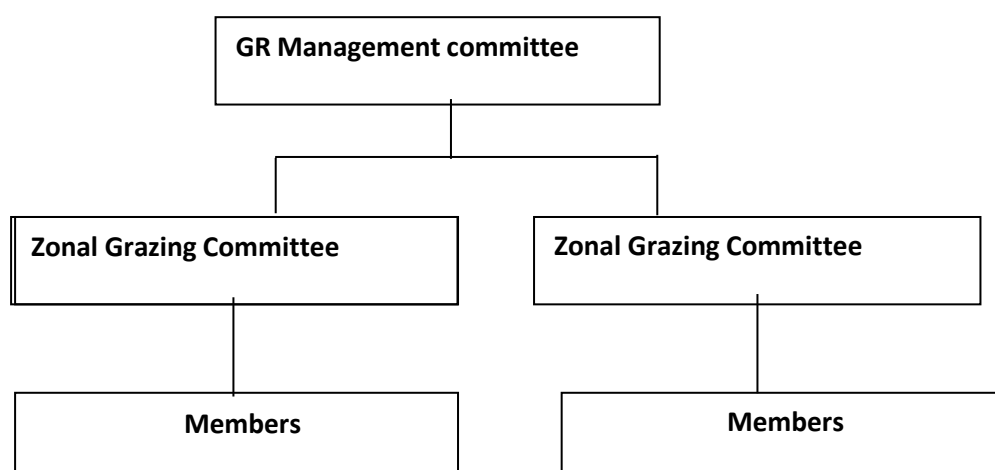 GR Management committee
Zonal Grazing Committee
Zonal Grazing Committee
Members
Members